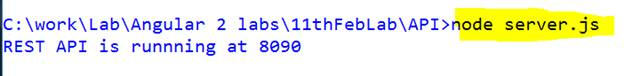 C:\work\Lab\Angular 2 labs\11thFebLab\API>node server.js
REST API is runnning at 8090